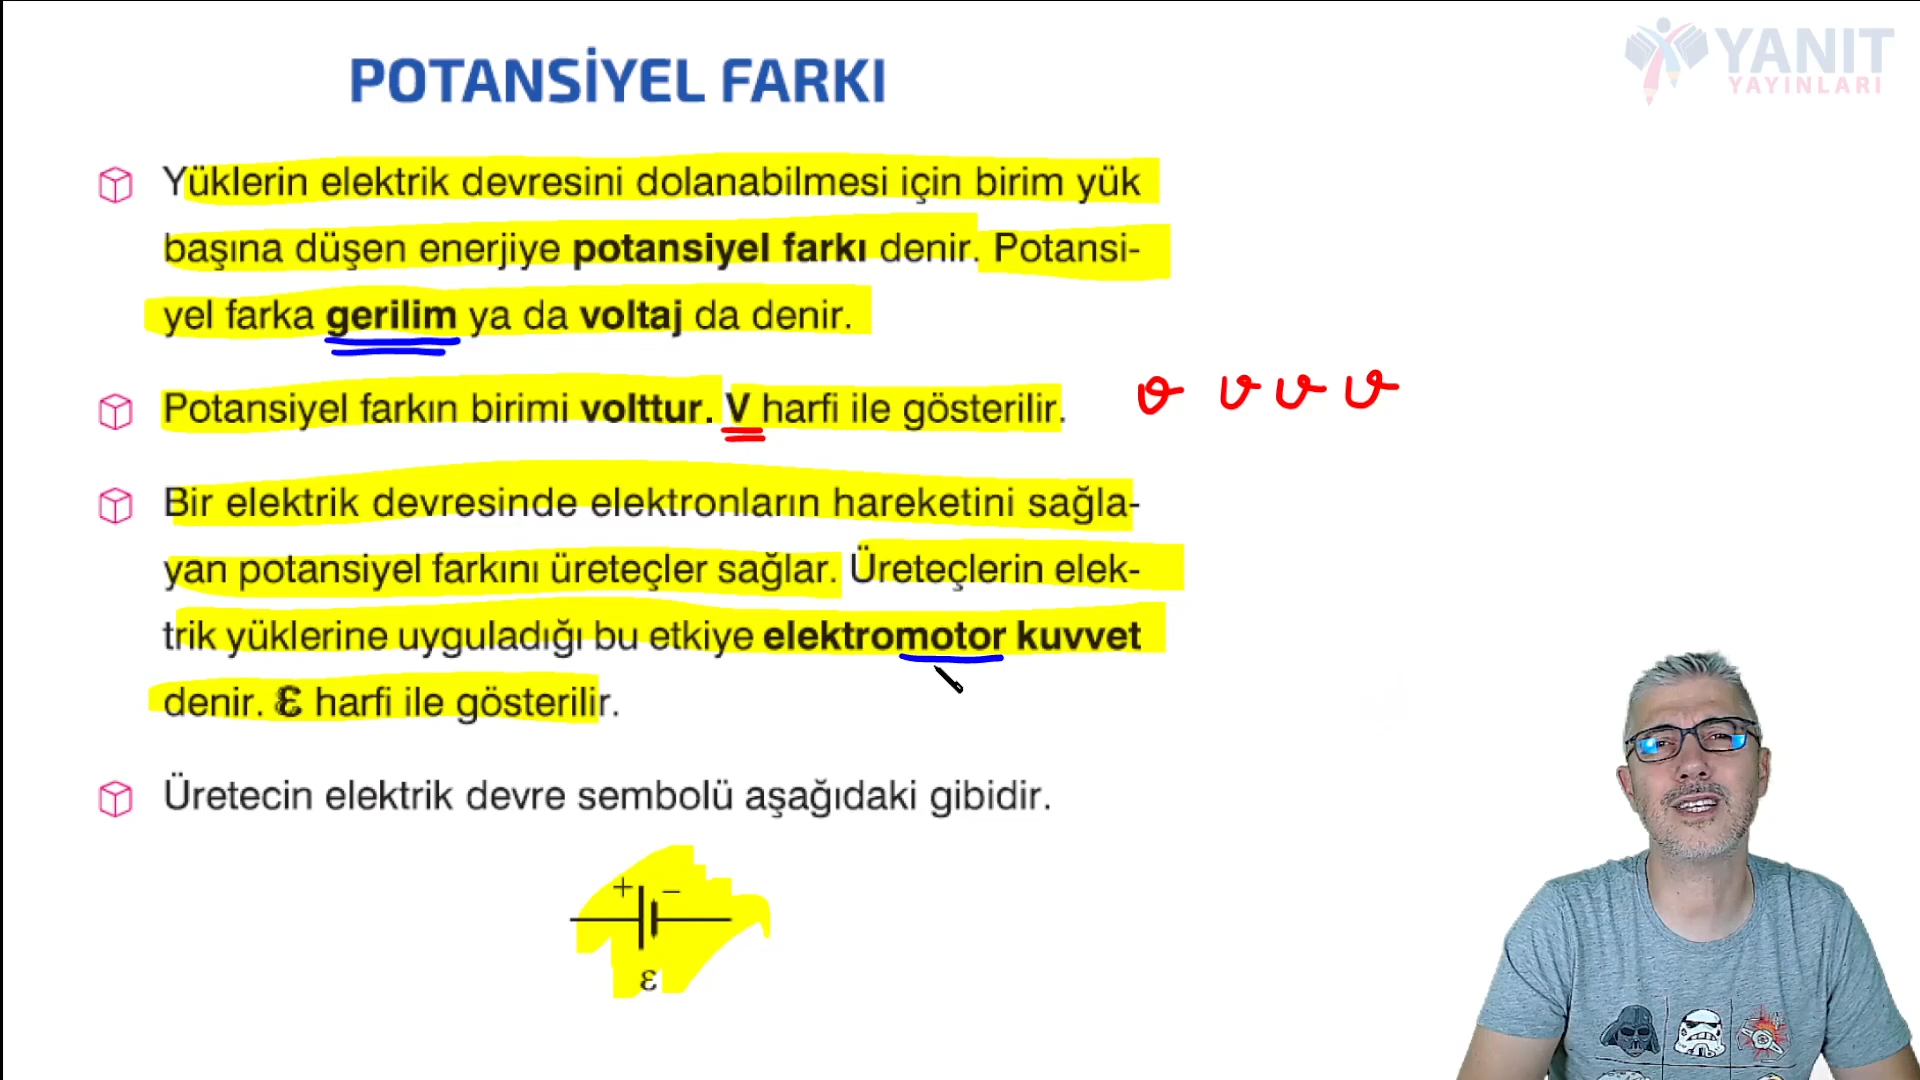 POTANSİYEL FARKI
YANIT
YAYINLARI
Yüklerin elektrik devresini dolanabilmesi için birim yük
başına düşen enerjiye potansiyel farkı denir. Potansi-
yel farka gerilim ya da voltaj da denir.
Potansiyel farkın birimi volttur. V harfi ile gösterilir.
Bir elektrik devresinde elektronların hareketini sağla-
yan potansiyel farkını üreteçler sağlar. Üreteçlerin elek-
trik yüklerine uyguladığı bu etkiye elektromotor kuvvet
denir. Ɛ harfi ile gösterilir.
Üretecin elektrik devre sembolü aşağıdaki gibidir.
+ −
ε